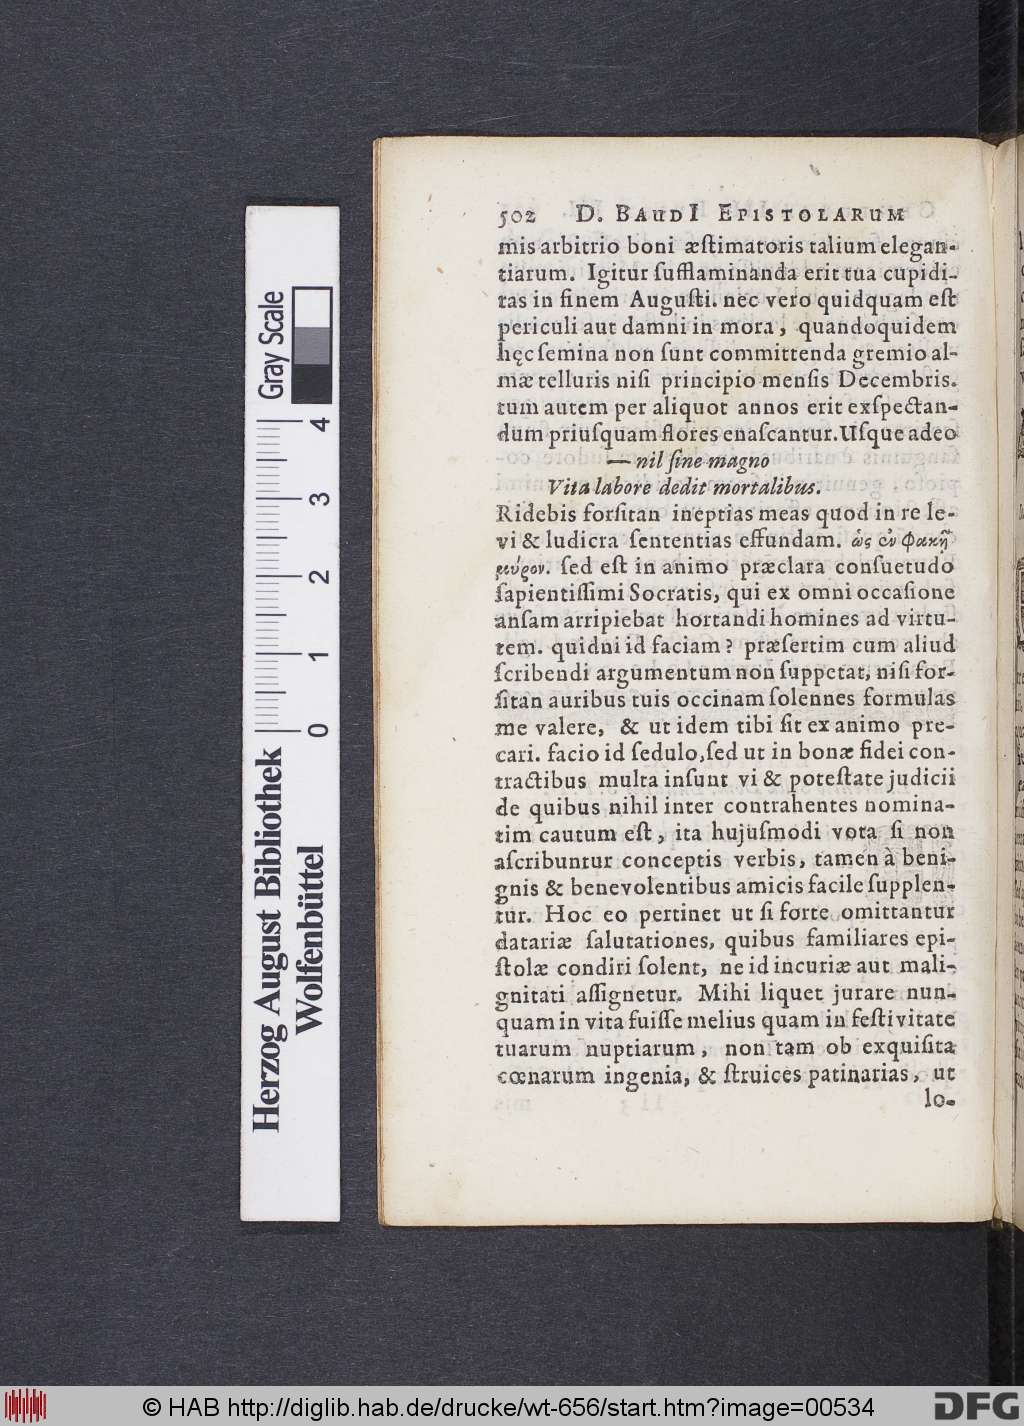 502 D. BAUDI EPISTOLARUM
mis arbitrio boni æstimatoris talium elegan-
tiarum. Igitur sufflaminanda erit tua cupidi-
tas in finem Augusti. nec vero quidquam est
periculi aut damni in mora, quandoquidem
hęc semina non sunt committenda gremio al-
mæ telluris nisi principio mensis Decembris.
tum autem per aliquot annos erit exspectan-
dum priusquam flores enascantur. Usque adeo
— nil sine magno
Vita labore dedit mortalibus.
Ridebis forsitan ineptias meas quod in re le-
vi & ludicra sententias effundam. ὡς ἐν φακῇ
μύρον. sed est in animo præclara consuetudo
sapientissimi Socratis, qui ex omni occasione
ansam arripiebat hortandi homines ad virtu-
tem. quidni id faciam? præsertim cum aliud
scribendi argumentum non suppetat, nisi for-
sitan auribus tuis occinam solennes formulas
me valere, & ut idem tibi sit ex animo pre-
cari. facio id sedulo, sed ut in bonæ fidei con-
tractibus multa insunt vi & potestate judicii
de quibus nihil inter contrahentes nomina-
tim cautum est, ita hujusmodi vota si non
ascribuntur conceptis verbis, tamen à beni-
gnis & benevolentibus amicis facile supplen-
tur. Hoc eo pertinet ut si forte omittantur
datariæ salutationes, quibus familiares epi-
stolæ condiri solent, ne id incuriæ aut mali-
gnitati assignetur. Mihi liquet jurare nun-
quam in vita fuisse melius quam in festivitate
tuarum nuptiarum, non tam ob exquisita
cœnarum ingenia, & struices patinarias, ut
lo-
Gray Scale
4
3
2
1
0
Herzog August Bibliothek
Wolfenbüttel
© HAB http://diglib.hab.de/drucke/wt-656/start.htm?image=00534
DFG